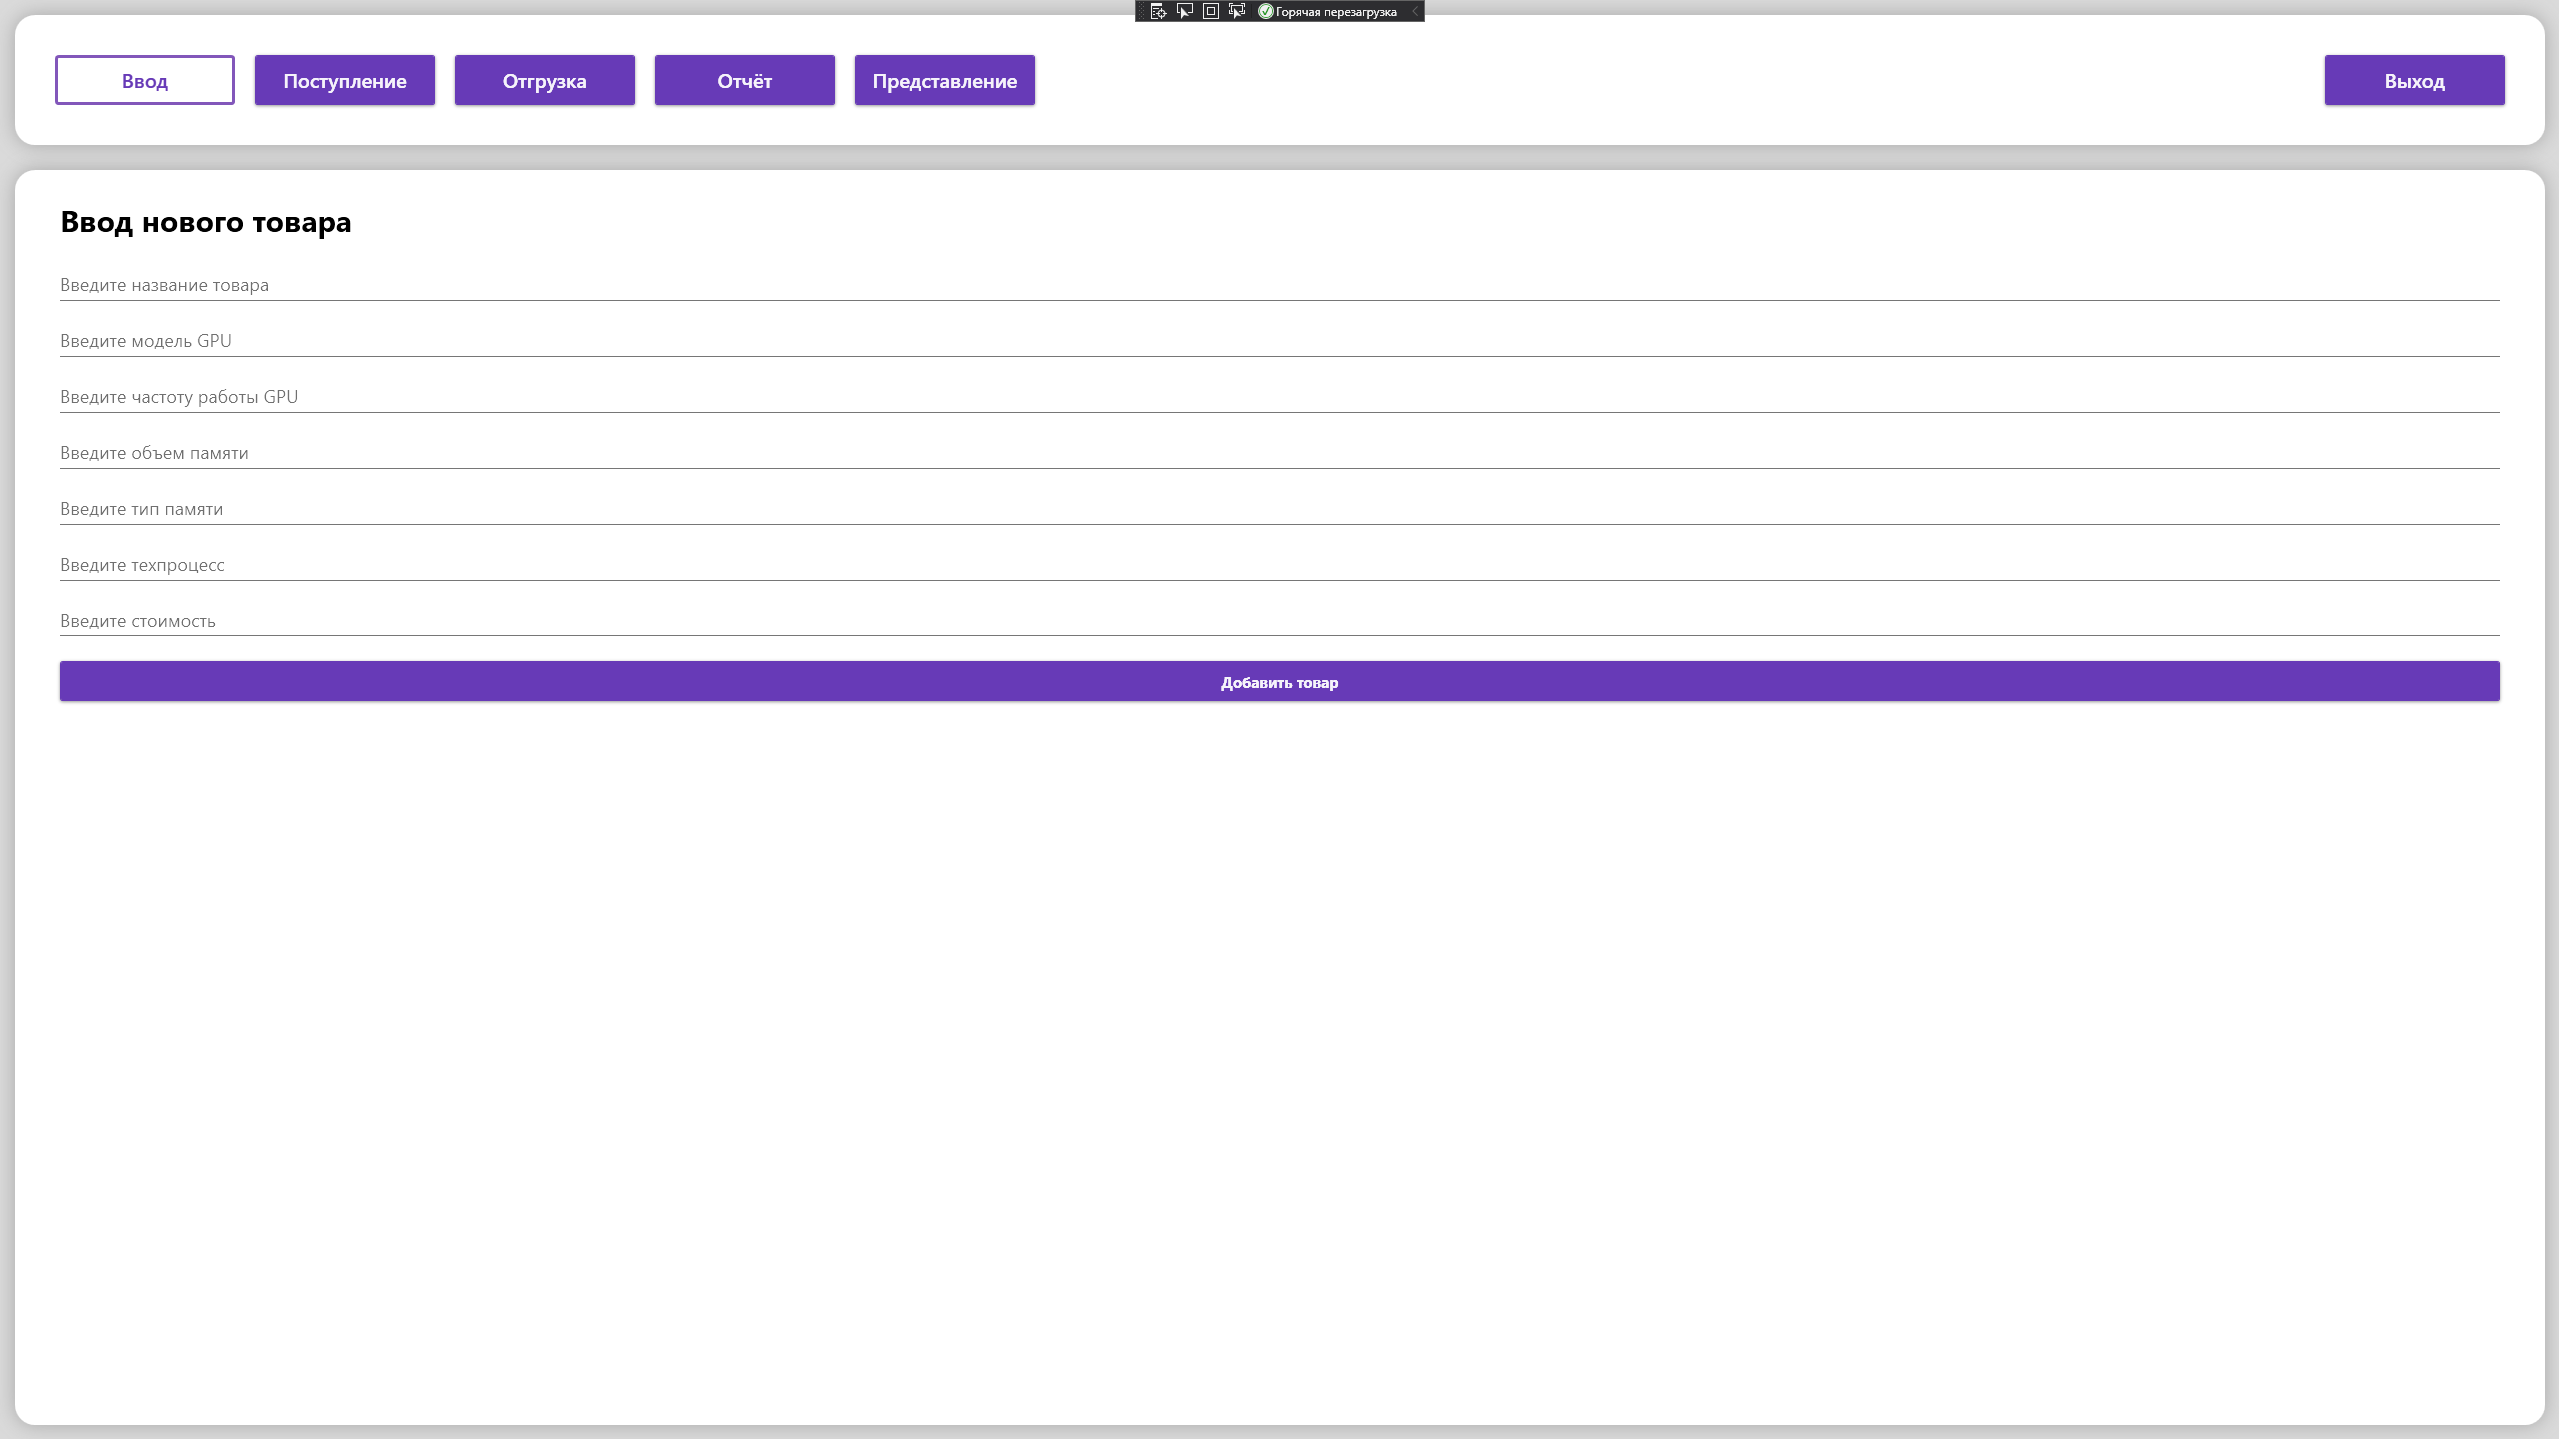 Горячая перезагрузка
Ввод
Поступление
Отгрузка
Отчёт
Представление
Выход
Ввод нового товара
Введите название товара
Введите модель GPU
Введите частоту работы GPU
Введите объем памяти
Введите тип памяти
Введите техпроцесс
Введите стоимость
Добавить товар